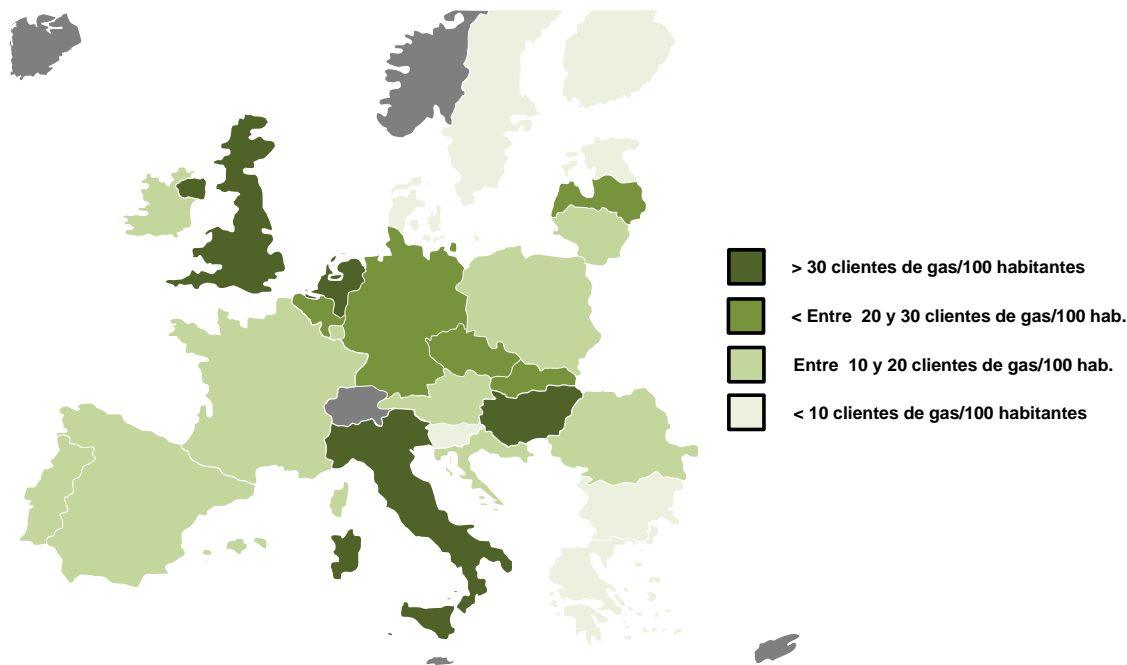 > 30 clientes de gas/100 habitantes
< Entre 20 y 30 clientes de gas/100 hab.
Entre 10 y 20 clientes de gas/100 hab.
< 10 clientes de gas/100 habitantes